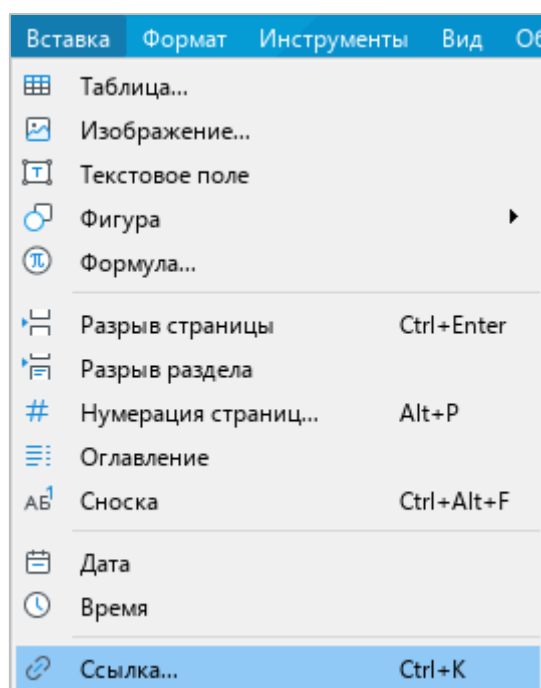 Вставка Формат Инструменты Вид Об
Таблица...
Изображение...
Текстовое поле
Фигура
Формула...
Разрыв страницы Ctrl+Enter
Разрыв раздела
Нумерация страниц... Alt+P
Оглавление
Сноска Ctrl+Alt+F
Дата
Время
Ссылка... Ctrl+K